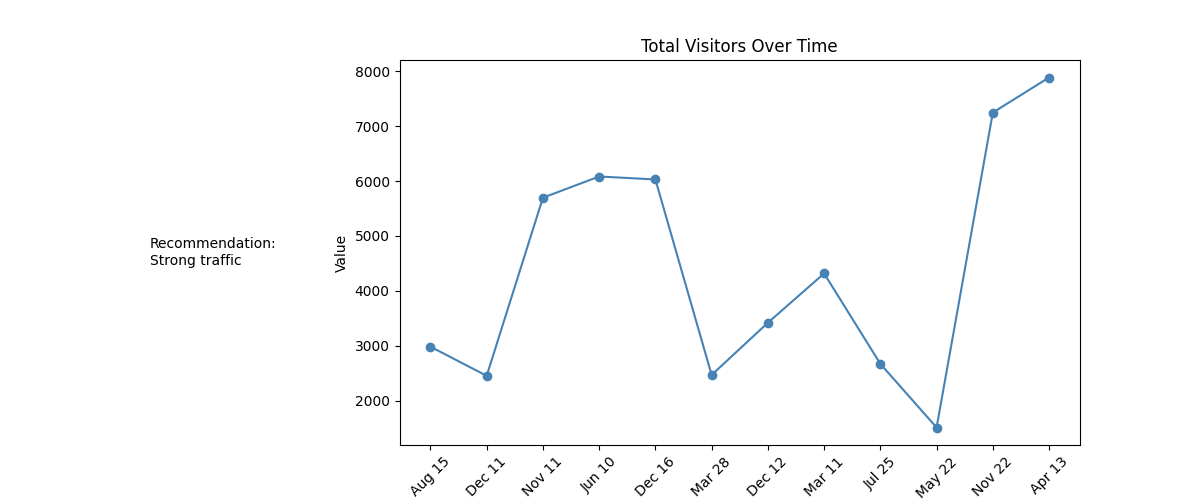 Total Visitors Over Time
Recommendation:
Strong traffic
Value
8000
7000
6000
5000
4000
3000
2000
Aug 15
Dec 11
Nov 11
Jun 10
Dec 16
Mar 28
Dec 12
Mar 11
Jul 25
May 22
Nov 22
Apr 13